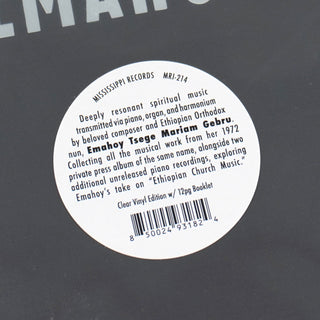 EMAHO
MISSISSIPPI RECORDS MRI-214
Deeply resonant spiritual music
transmitted via piano, organ, and harmonium
by beloved composer and Ethiopian Orthodox
nun, Emahoy Tsege Mariam Gebru.
Collecting all the musical work from her 1972
private press album of the same name, alongside two
additional unreleased piano recordings, exploring
Emahoy's take on "Ethiopian Church Music."
Clear Vinyl Edition w/ 12pg Booklet
8 50024 93182 4